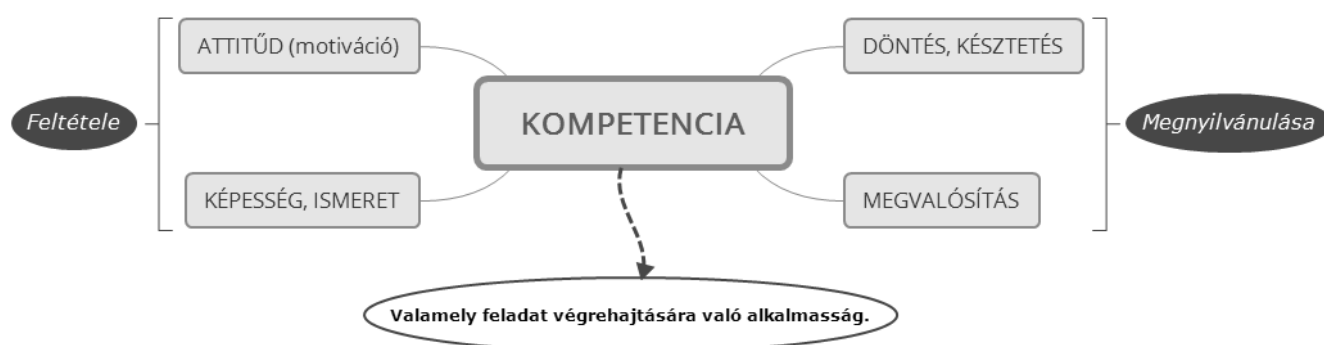 ATTITŰD (motiváció)
DÖNTÉS, KÉSZTETÉS
Feltétele
KOMPETENCIA
Megnyilvánulása
KÉPESSÉG, ISMERET
MEGVALÓSÍTÁS
Valamely feladat végrehajtására való alkalmasság.